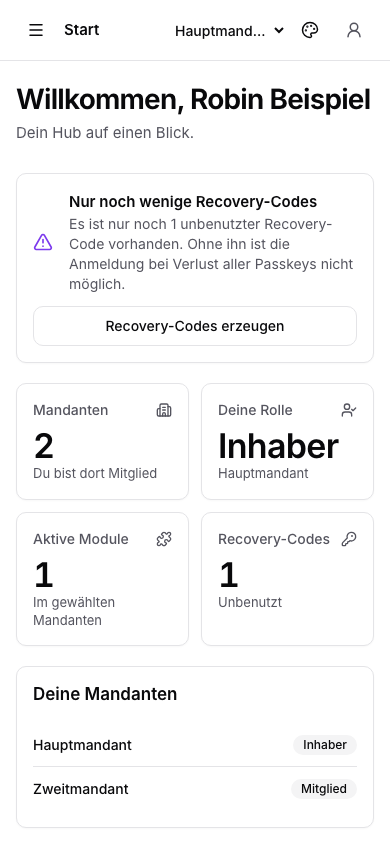 Start
Hauptmand...
Willkommen, Robin Beispiel
Dein Hub auf einen Blick.
Nur noch wenige Recovery-Codes
Es ist nur noch 1 unbenutzter Recovery-
Code vorhanden. Ohne ihn ist die
Anmeldung bei Verlust aller Passkeys nicht
möglich.
Recovery-Codes erzeugen
Mandanten
2
Du bist dort Mitglied
Deine Rolle
Inhaber
Hauptmandant
Aktive Module
1
Im gewählten
Mandanten
Recovery-Codes
1
Unbenutzt
Deine Mandanten
Hauptmandant
Inhaber
Zweitmandant
Mitglied